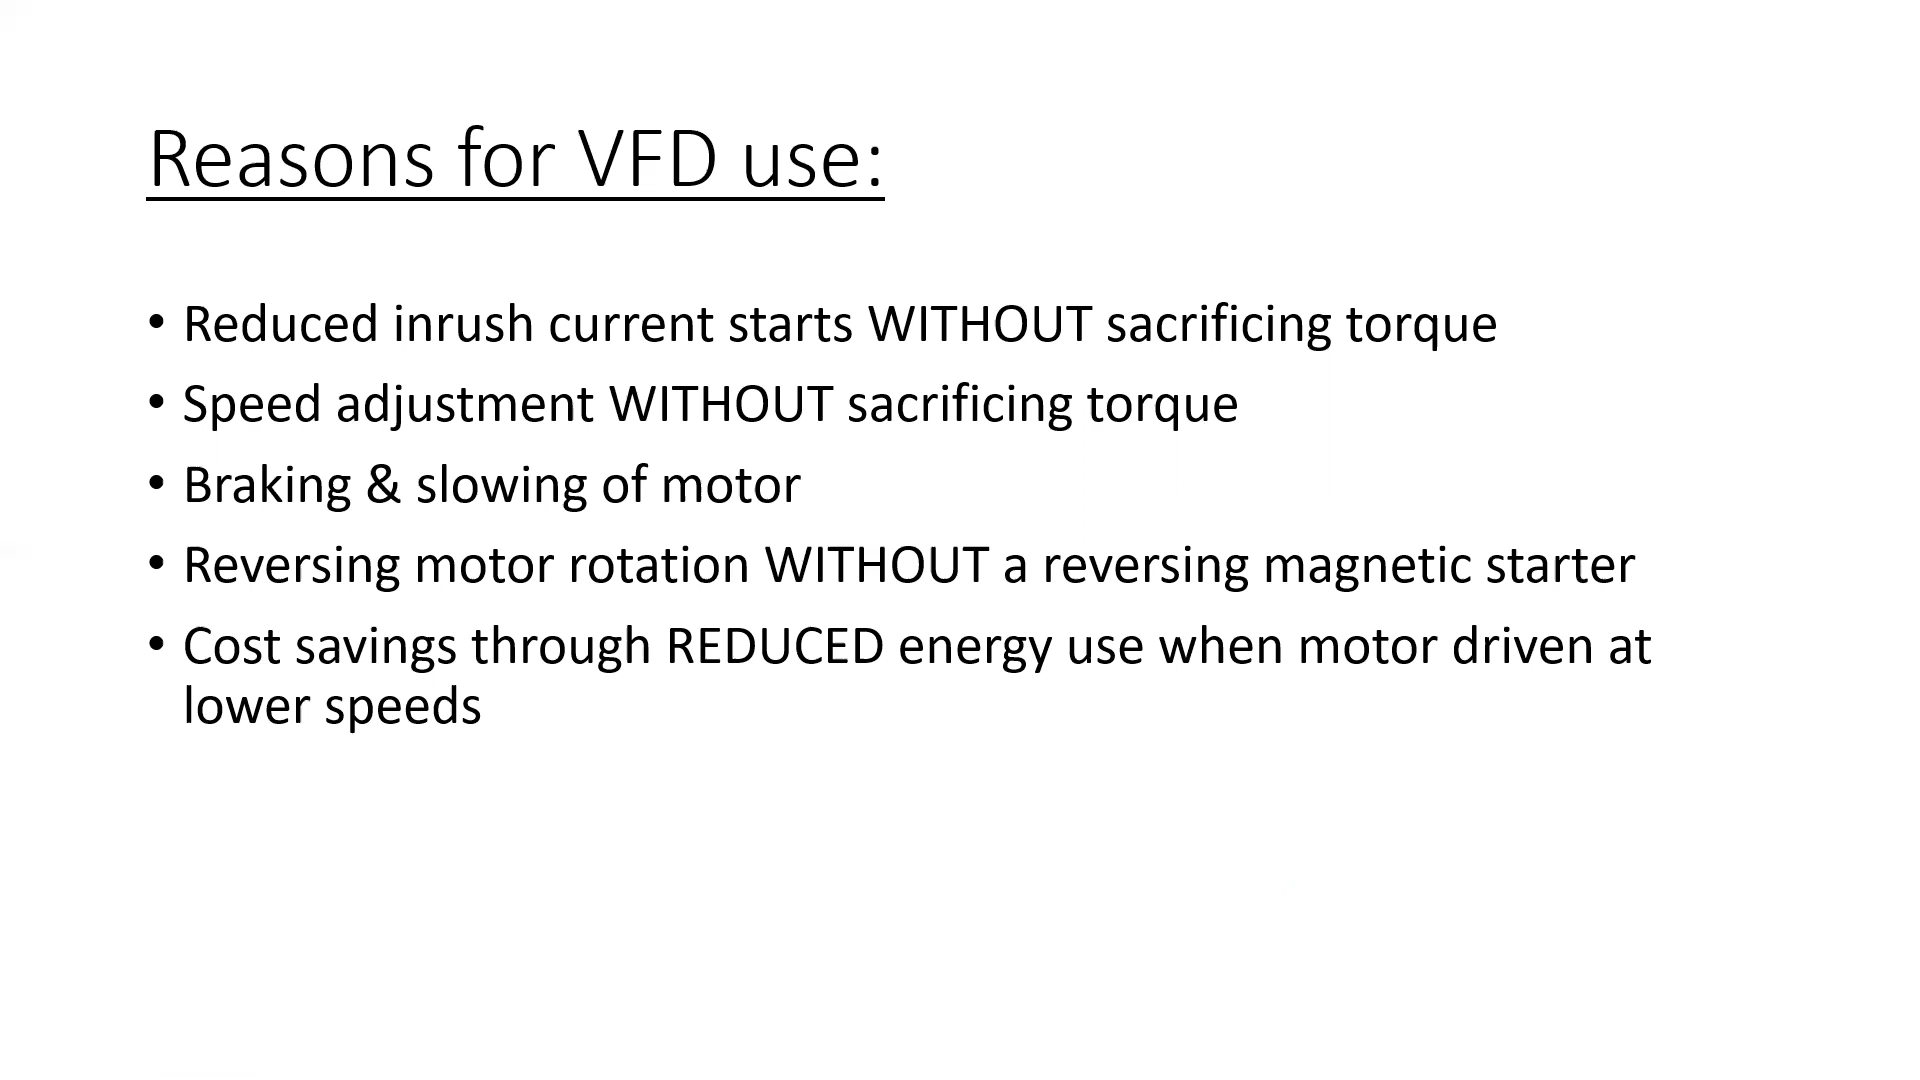 Reasons for VFD use:
• Reduced inrush current starts WITHOUT sacrificing torque
• Speed adjustment WITHOUT sacrificing torque
• Braking & slowing of motor
• Reversing motor rotation WITHOUT a reversing magnetic starter
• Cost savings through REDUCED energy use when motor driven at
lower speeds